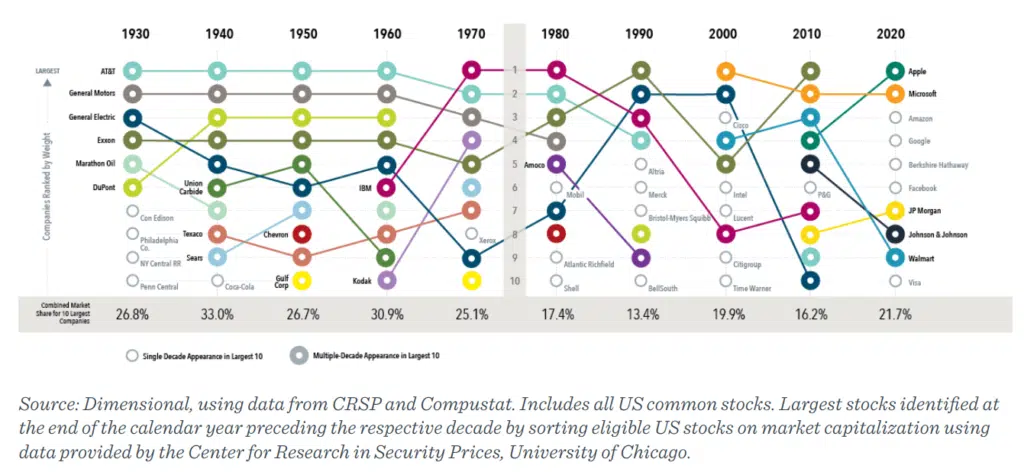 1930 1940 1950 1960 1970 1980 1990 2000 2010 2020
LARGEST
Companies Ranked by Weight
AT&T
General Motors
General Electric
Exxon
Marathon Oil
DuPont
Con Edison
Philadelphia
Co.
NY Central RR
Penn Central
Union
Carbide
Texaco
Sears
Coca-Cola
Chevron
Gulf
Corp
IBM
Kodak
Xerox
1
2
3
4
5
6
7
8
9
10
Amoco
Mobil
Atlantic Richfield
Shell
Altria
Merck
Bristol-Myers Squibb
BellSouth
Cisco
Intel
Lucent
Citigroup
Time Warner
P&G
Apple
Microsoft
Amazon
Google
Berkshire Hathaway
Facebook
JP Morgan
Johnson & Johnson
Walmart
Visa
Combined Market
Share for 10 Largest
Companies
26.8% 33.0% 26.7% 30.9% 25.1% 17.4% 13.4% 19.9% 16.2% 21.7%
Single Decade Appearance in Largest 10
Multiple-Decade Appearance in Largest 10
Source: Dimensional, using data from CRSP and Compustat. Includes all US common stocks. Largest stocks identified at
the end of the calendar year preceding the respective decade by sorting eligible US stocks on market capitalization using
data provided by the Center for Research in Security Prices, University of Chicago.